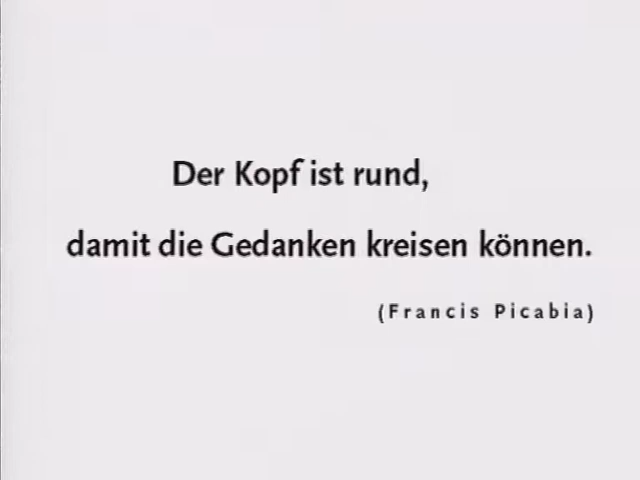 Der Kopf ist rund,
damit die Gedanken kreisen können.
(Francis Picabia)